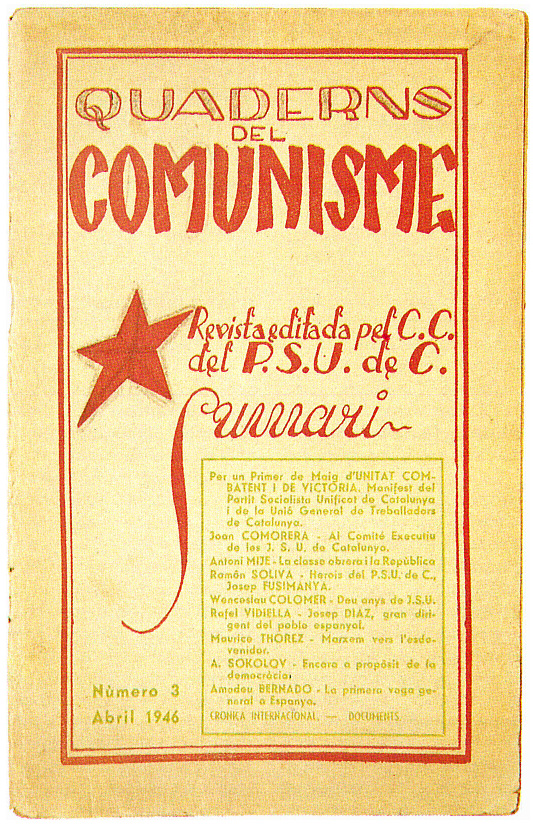 QUADERNS
DEL
COMUNISME
Revista editada pel C.C.
del P.S.U. de C.
Sumari
Per un Primer de Maig d'UNITAT COM-
BATENT I DE VICTÒRIA. Manifest del
Partit Socialista Unificat de Catalunya
i de la Unió General de Treballadors
de Catalunya.
Joan COMORERA - Al Comitè Executiu
de les J. S. U. de Catalunya.
Antoni MIJE - La classe obrera i la República
Ramón SOLIVA - Herois del P.S.U. de C.,
Josep FUSIMANYA.
Wenceslau COLOMER - Deu anys de J.S.U.
Rafel VIDIELLA - Josep DIAZ, gran diri-
gent del poble espanyol.
Maurice THOREZ - Marxem vers l'esde-
venidor.
A. SOKOLOV - Encara a propòsit de la
democràcia.
Amadeu BERNADO - La primera vaga ge-
neral a Espanya.
CRONICA INTERNACIONAL. — DOCUMENTS.
Número 3
Abril 1946